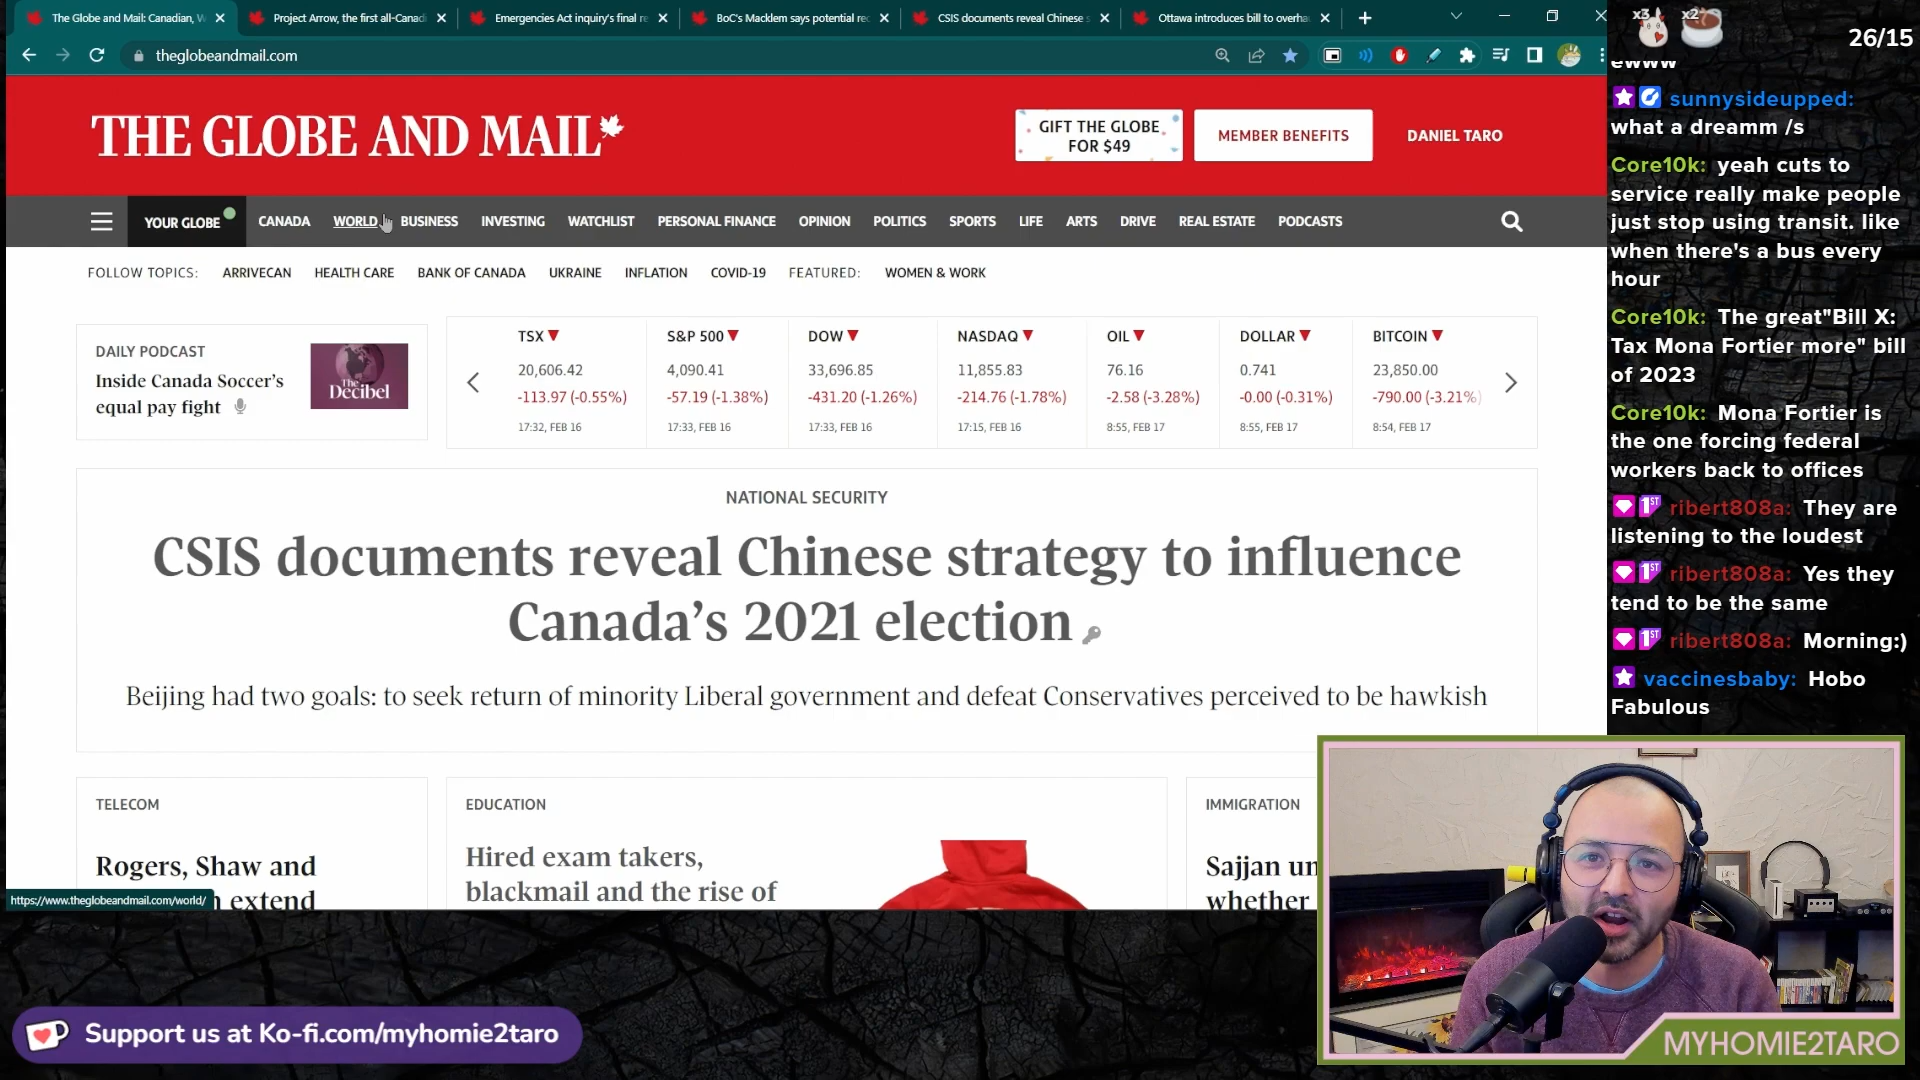 The Globe and Mail: Canadian, W
Project Arrow, the first all-Canadi
Emergencies Act inquiry's final re
BoC's Macklem says potential rec
CSIS documents reveal Chinese s
Ottawa introduces bill to overha
theglobeandmail.com
THE GLOBE AND MAIL
GIFT THE GLOBE
FOR $49
MEMBER BENEFITS
DANIEL TARO
YOUR GLOBE
CANADA
WORLD
BUSINESS
INVESTING
WATCHLIST
PERSONAL FINANCE
OPINION
POLITICS
SPORTS
LIFE
ARTS
DRIVE
REAL ESTATE
PODCASTS
FOLLOW TOPICS: ARRIVECAN HEALTH CARE BANK OF CANADA UKRAINE INFLATION COVID-19 FEATURED: WOMEN & WORK
DAILY PODCAST
Inside Canada Soccer's
equal pay fight
The
Decibel
TSX
20,606.42
-113.97 (-0.55%)
17:32, FEB 16
S&P 500
4,090.41
-57.19 (-1.38%)
17:33, FEB 16
DOW
33,696.85
-431.20 (-1.26%)
17:33, FEB 16
NASDAQ
11,855.83
-214.76 (-1.78%)
17:15, FEB 16
OIL
76.16
-2.58 (-3.28%)
8:55, FEB 17
DOLLAR
0.741
-0.00 (-0.31%)
8:55, FEB 17
BITCOIN
23,850.00
-790.00 (-3.21%)
8:54, FEB 17
NATIONAL SECURITY
CSIS documents reveal Chinese strategy to influence
Canada's 2021 election
Beijing had two goals: to seek return of minority Liberal government and defeat Conservatives perceived to be hawkish
TELECOM
Rogers, Shaw and
extend
EDUCATION
Hired exam takers,
blackmail and the rise of
IMMIGRATION
Sajjan un
whether
https://www.theglobeandmail.com/world/
x3
x2
26/15
ewww
sunnysideupped:
what a dreamm /s
Core10k: yeah cuts to
service really make people
just stop using transit. like
when there's a bus every
hour
Core10k: The great"Bill X:
Tax Mona Fortier more" bill
of 2023
Core10k: Mona Fortier is
the one forcing federal
workers back to offices
1ST ribert808a: They are
listening to the loudest
1ST ribert808a: Yes they
tend to be the same
1ST ribert808a: Morning:)
vaccinesbaby: Hobo
Fabulous
Support us at Ko-fi.com/myhomie2taro
MYHOMIE2TARO